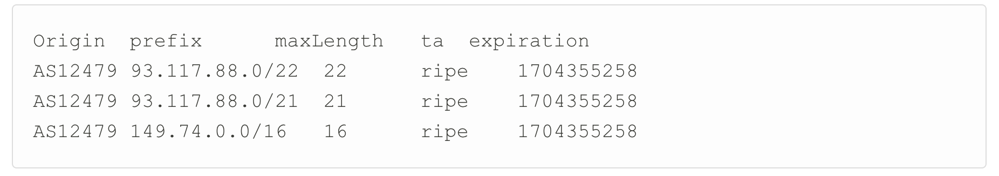 Origin  prefix      maxLength   ta  expiration
AS12479 93.117.88.0/22  22      ripe    1704355258
AS12479 93.117.88.0/21  21      ripe    1704355258
AS12479 149.74.0.0/16   16      ripe    1704355258